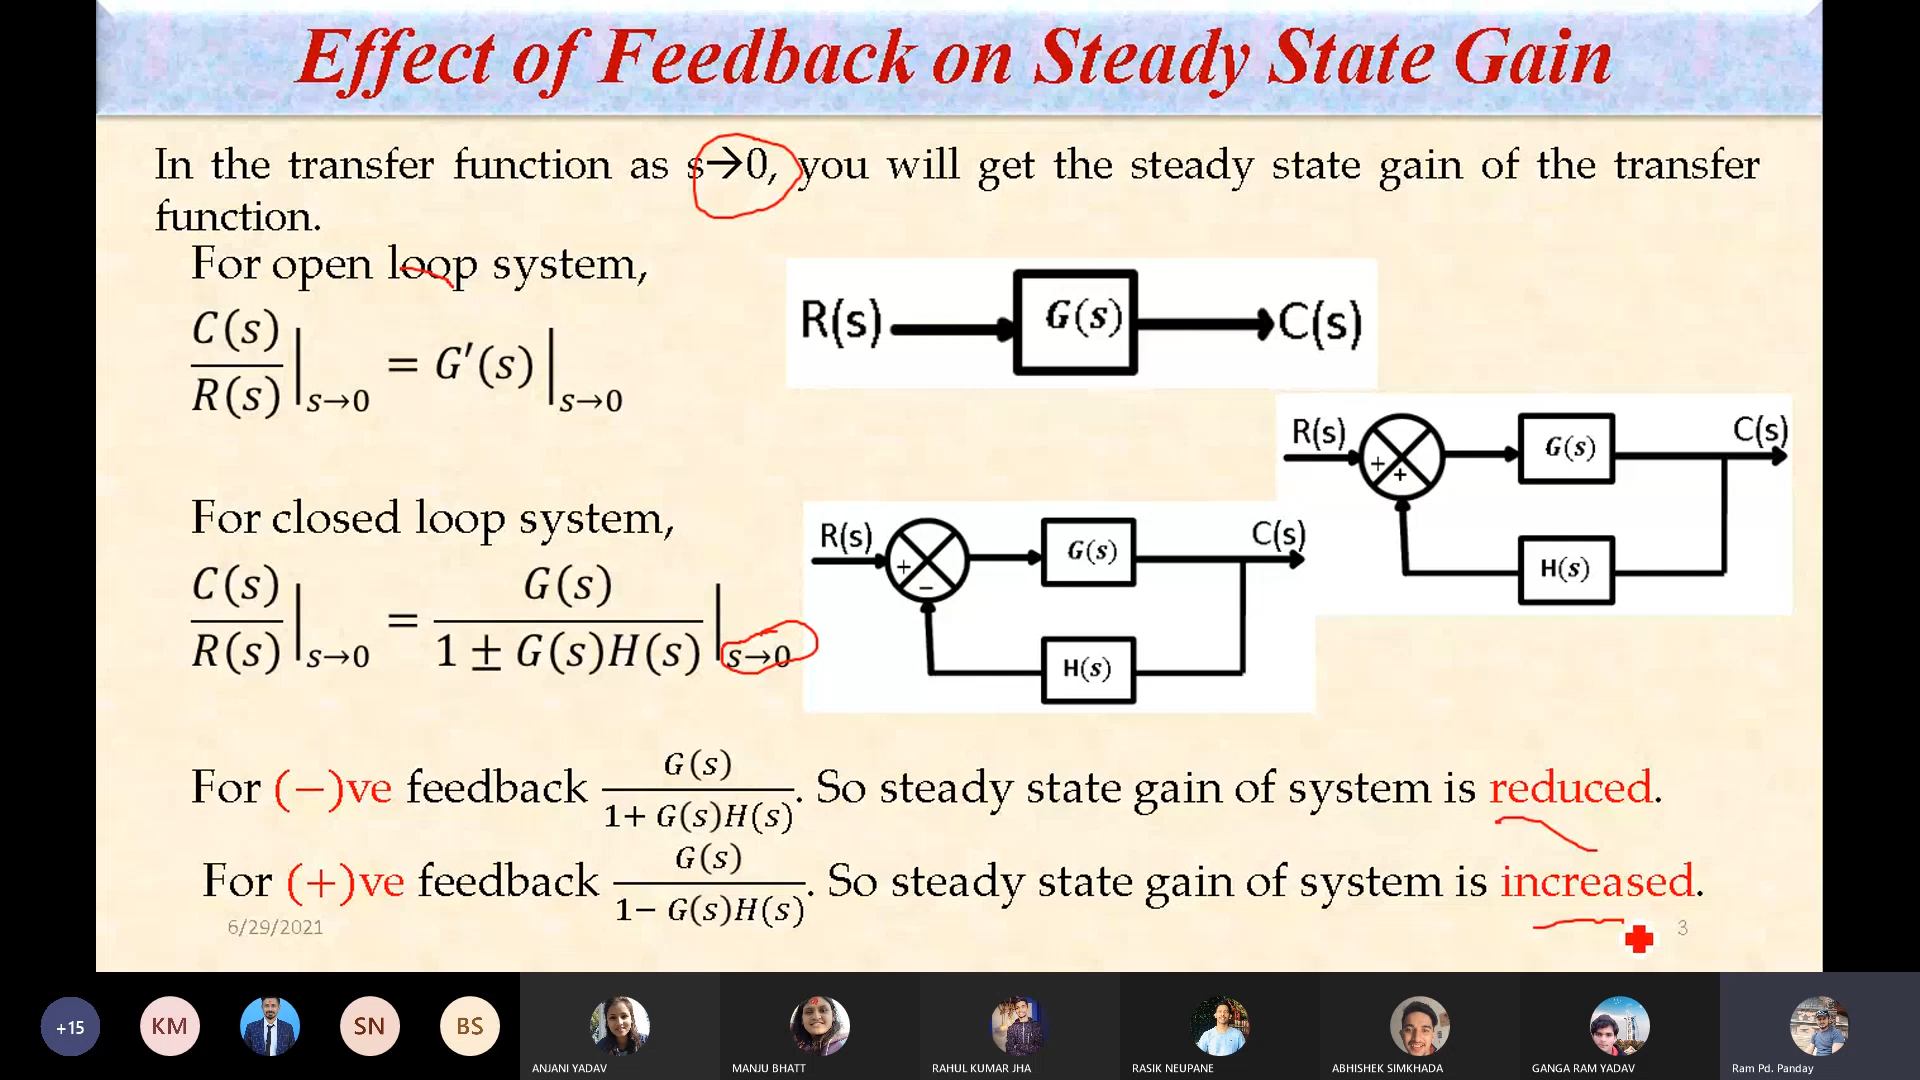 Effect of Feedback on Steady State Gain
In the transfer function as s→0, you will get the steady state gain of the transfer
function.
For open loop system,
C(s)/R(s)|s→0 = G′(s)|s→0
R(s) G(s) C(s)
R(s) + + G(s) C(s)
H(s)
For closed loop system,
C(s)/R(s)|s→0 = G(s)/1 ± G(s)H(s)|s→0
R(s) + − G(s) C(s)
H(s)
For (−)ve feedback G(s)/1+ G(s)H(s). So steady state gain of system is reduced.
For (+)ve feedback G(s)/1− G(s)H(s). So steady state gain of system is increased.
6/29/2021 3
+15 KM SN BS
ANJANI YADAV MANJU BHATT RAHUL KUMAR JHA RASIK NEUPANE ABHISHEK SIMKHADA GANGA RAM YADAV Ram Pd. Panday